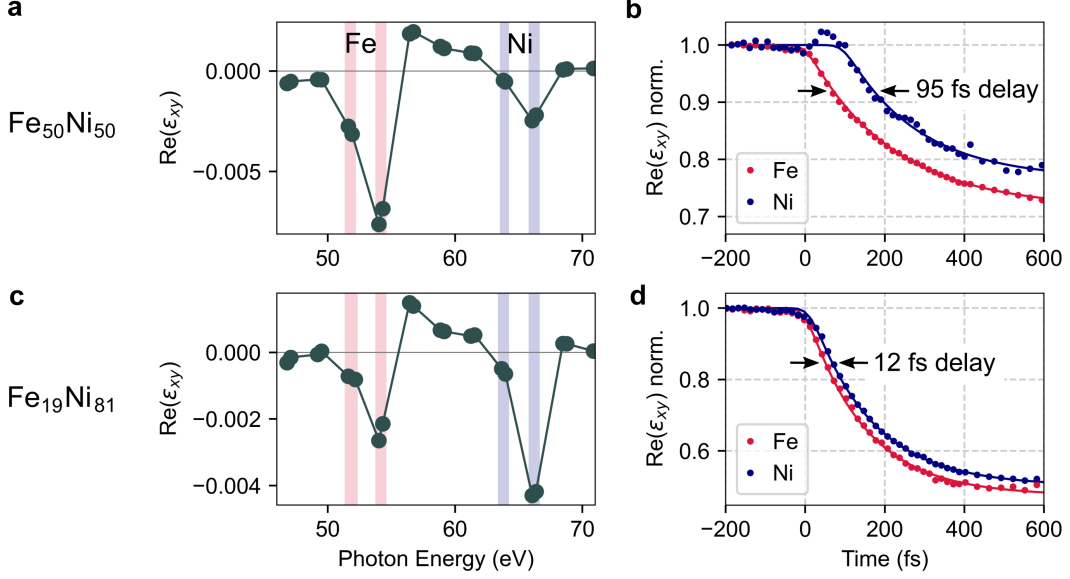 a
Fe50Ni50
Re(εxy)
0.000
−0.005
50
60
70
Fe
Ni
b
Re(εxy) norm.
1.0
0.9
0.8
0.7
−200
0
200
400
600
95 fs delay
Fe
Ni
c
Fe19Ni81
Re(εxy)
0.000
−0.002
−0.004
50
60
70
Photon Energy (eV)
d
Re(εxy) norm.
1.0
0.8
0.6
−200
0
200
400
600
Time (fs)
12 fs delay
Fe
Ni